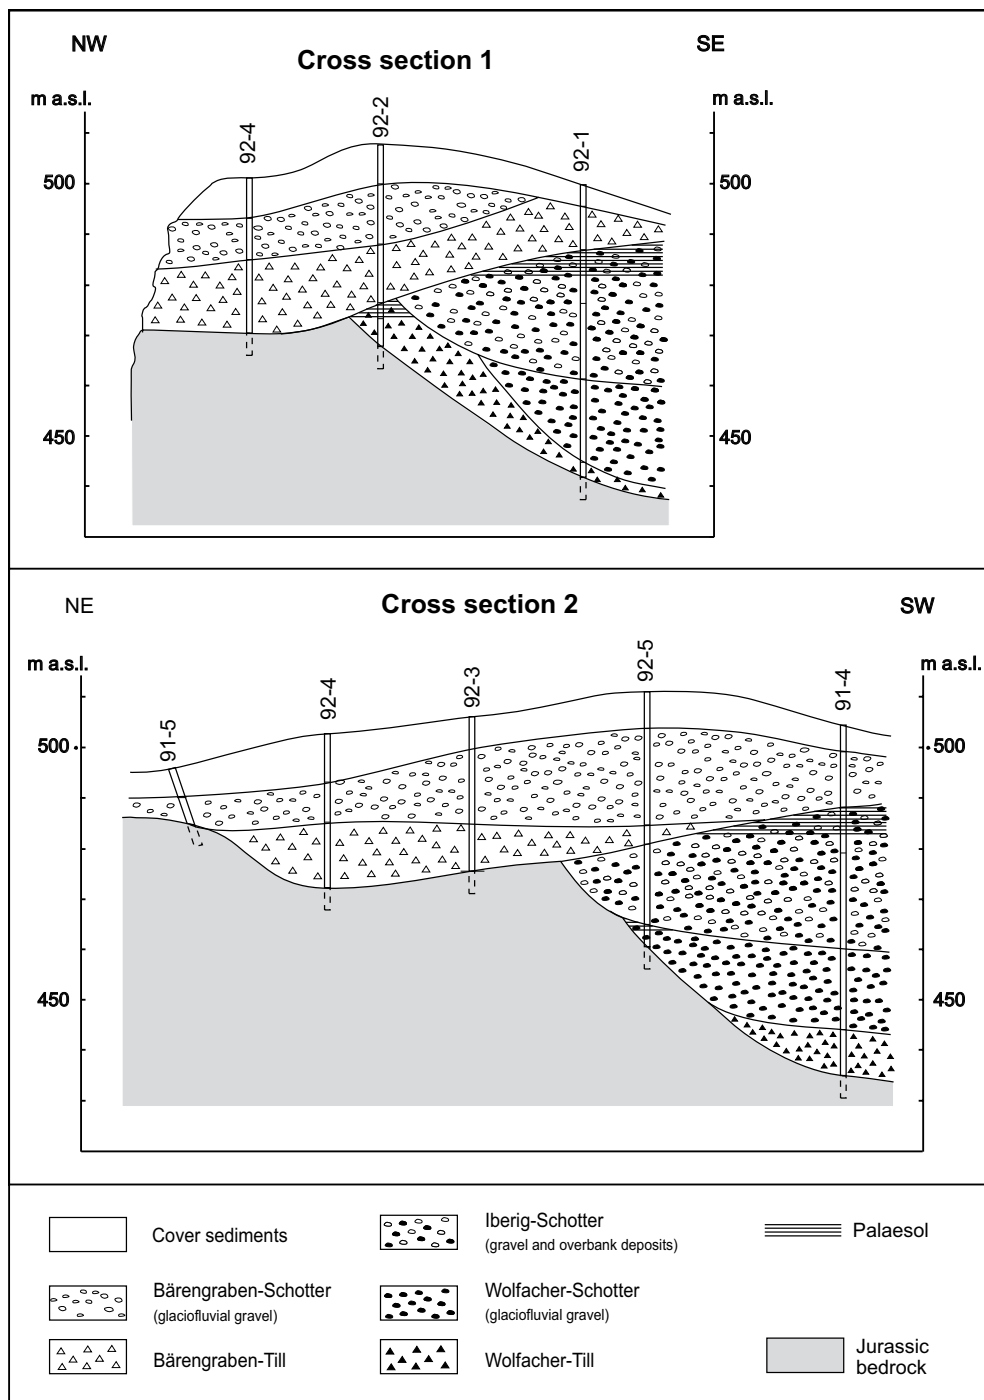 NW
SE
Cross section 1
m a.s.l.
m a.s.l.
92-4
92-2
92-1
500
500
450
450
NE
Cross section 2
SW
m a.s.l.
m a.s.l.
91-5
92-4
92-3
92-5
91-4
500
500
450
450
Cover sediments
Iberig-Schotter
(gravel and overbank deposits)
Palaesol
Bärengraben-Schotter
(glaciofluvial gravel)
Wolfacher-Schotter
(glaciofluvial gravel)
Bärengraben-Till
Wolfacher-Till
Jurassic
bedrock